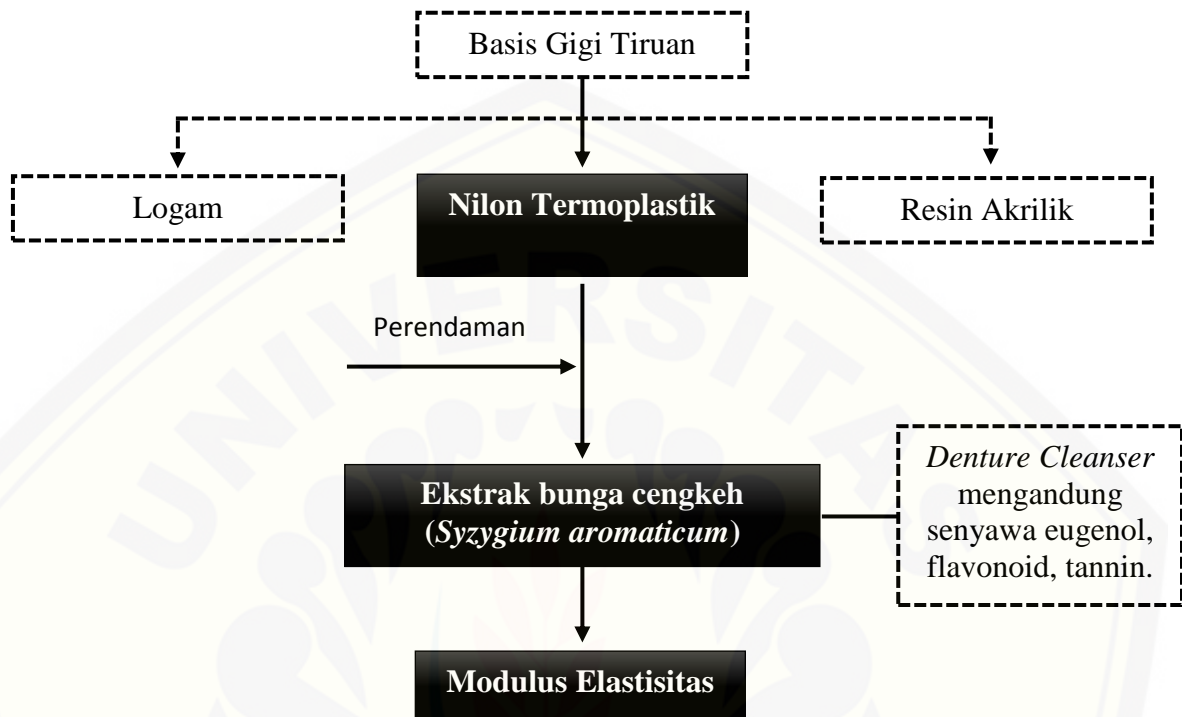 Basis Gigi Tiruan
Logam
Nilon Termoplastik
Resin Akrilik
Perendaman
Ekstrak bunga cengkeh
(Syzygium aromaticum)
Denture Cleanser
mengandung
senyawa eugenol,
flavonoid, tannin.
Modulus Elastisitas
UNIVERSITAS